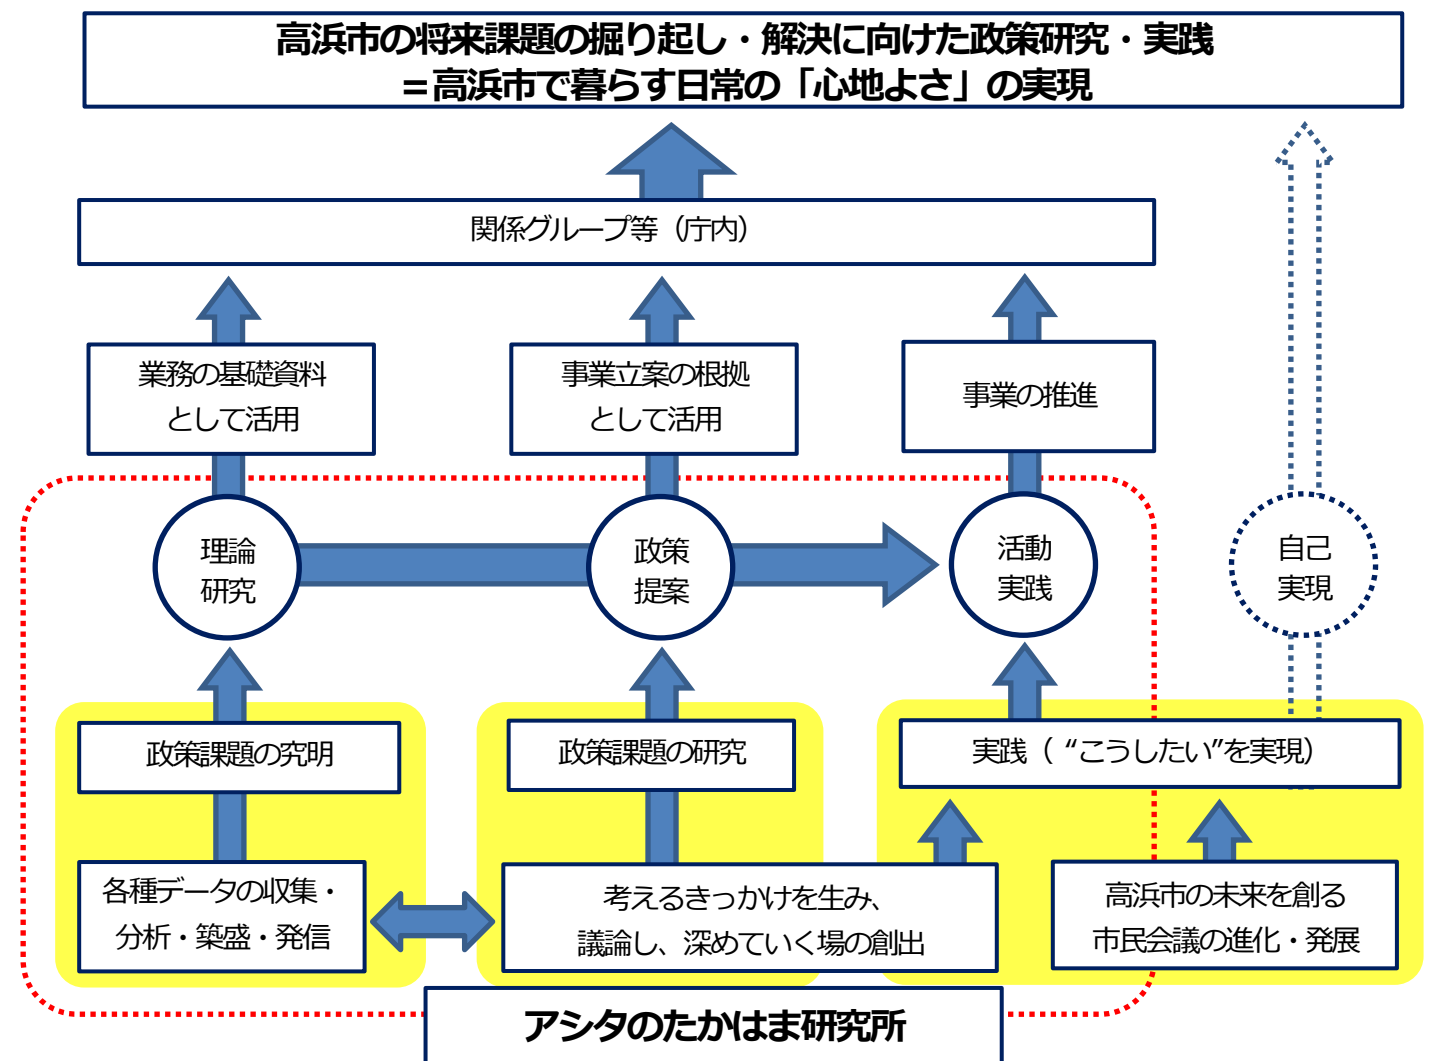 高浜市の将来課題の掘り起し・解決に向けた政策研究・実践
=高浜市で暮らす日常の「心地よさ」の実現
関係グループ等（庁内）
業務の基礎資料
として活用
事業立案の根拠
として活用
事業の推進
理論
研究
政策
提案
活動
実践
自己
実現
政策課題の究明
政策課題の研究
実践（“こうしたい”を実現）
各種データの収集・
分析・築盛・発信
考えるきっかけを生み、
議論し、深めていく場の創出
高浜市の未来を創る
市民会議の進化・発展
アシタのたかはま研究所